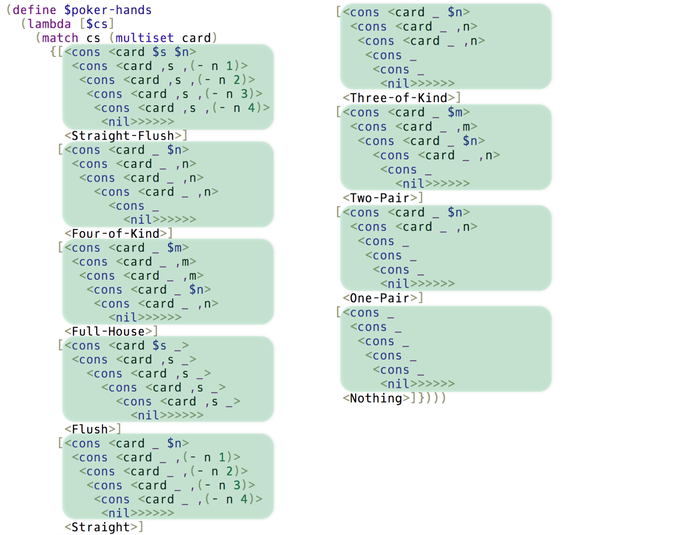 (define $poker-hands
(lambda [$cs]
(match cs (multiset card)
{[<cons <card $s $n>
<cons <card ,s ,(- n 1)>
<cons <card ,s ,(- n 2)>
<cons <card ,s ,(- n 3)>
<cons <card ,s ,(- n 4)>
<nil>>>>>>
<Straight-Flush>]
[<cons <card _ $n>
<cons <card _ ,n>
<cons <card _ ,n>
<cons <card _ ,n>
<cons _
<nil>>>>>>
<Four-of-Kind>]
[<cons <card _ $m>
<cons <card _ ,m>
<cons <card _ ,m>
<cons <card _ $n>
<cons <card _ ,n>
<nil>>>>>>
<Full-House>]
[<cons <card $s _>
<cons <card ,s _>
<cons <card ,s _>
<cons <card ,s _>
<cons <card ,s _>
<nil>>>>>>
<Flush>]
[<cons <card _ $n>
<cons <card _ ,(- n 1)>
<cons <card _ ,(- n 2)>
<cons <card _ ,(- n 3)>
<cons <card _ ,(- n 4)>
<nil>>>>>>
<Straight>]
[<cons <card _ $n>
<cons <card _ ,n>
<cons <card _ ,n>
<cons _
<cons _
<nil>>>>>>
<Three-of-Kind>]
[<cons <card _ $m>
<cons <card _ ,m>
<cons <card _ $n>
<cons <card _ ,n>
<cons _
<nil>>>>>>
<Two-Pair>]
[<cons <card _ $n>
<cons <card _ ,n>
<cons _
<cons _
<cons _
<nil>>>>>>
<One-Pair>]
[<cons _
<cons _
<cons _
<cons _
<cons _
<nil>>>>>>
<Nothing>]})))